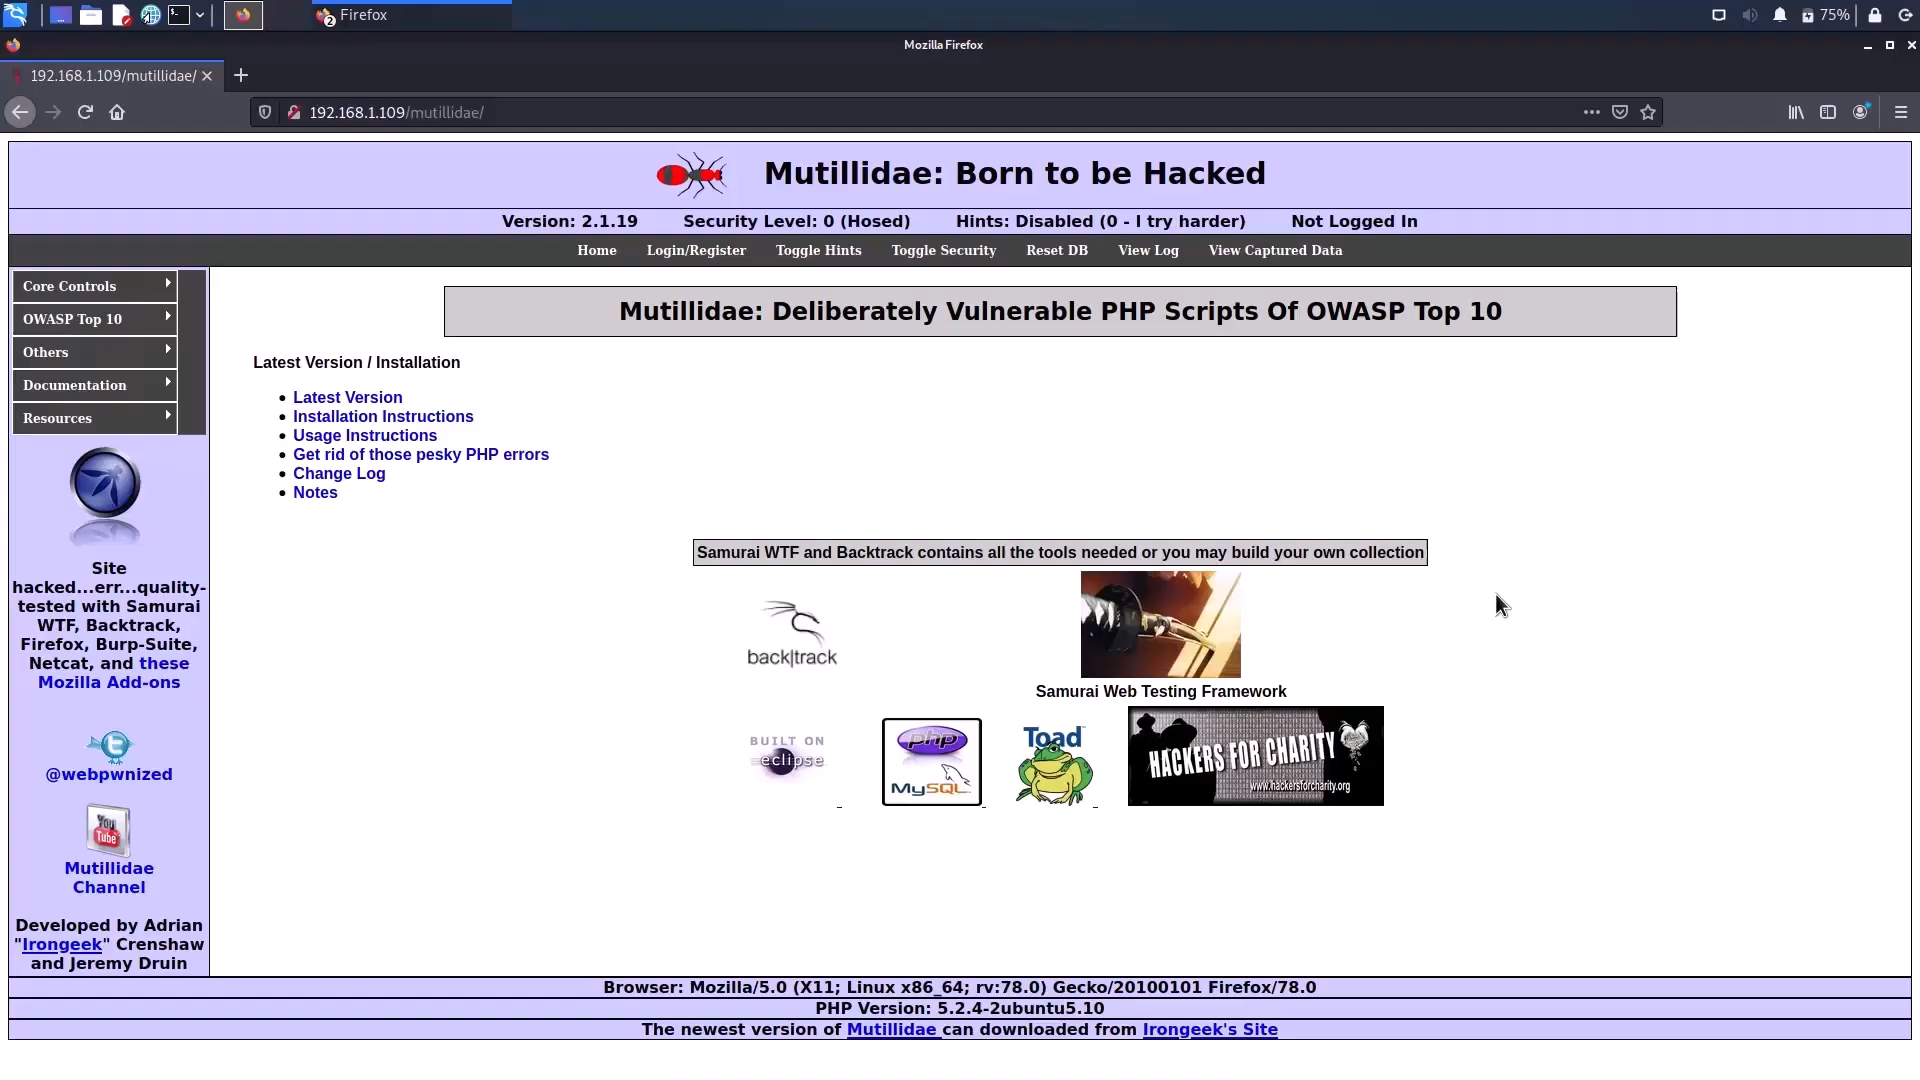 2
Firefox
75%
Mozilla Firefox
192.168.1.109/mutillidae/
192.168.1.109/mutillidae/
Mutillidae: Born to be Hacked
Version: 2.1.19 Security Level: 0 (Hosed) Hints: Disabled (0 - I try harder) Not Logged In
Home Login/Register Toggle Hints Toggle Security Reset DB View Log View Captured Data
Core Controls
OWASP Top 10
Others
Documentation
Resources
Site
hacked...err...quality-
tested with Samurai
WTF, Backtrack,
Firefox, Burp-Suite,
Netcat, and these
Mozilla Add-ons
@webpwnized
You
Tube
Mutillidae
Channel
Developed by Adrian
"Irongeek" Crenshaw
and Jeremy Druin
Mutillidae: Deliberately Vulnerable PHP Scripts Of OWASP Top 10
Latest Version / Installation
Latest Version
Installation Instructions
Usage Instructions
Get rid of those pesky PHP errors
Change Log
Notes
Samurai WTF and Backtrack contains all the tools needed or you may build your own collection
back|track
Samurai Web Testing Framework
BUILT ON
eclipse
php
MySQL
Toad
HACKERS FOR CHARITY
www.hackersforcharity.org
Browser: Mozilla/5.0 (X11; Linux x86_64; rv:78.0) Gecko/20100101 Firefox/78.0
PHP Version: 5.2.4-2ubuntu5.10
The newest version of Mutillidae can downloaded from Irongeek's Site